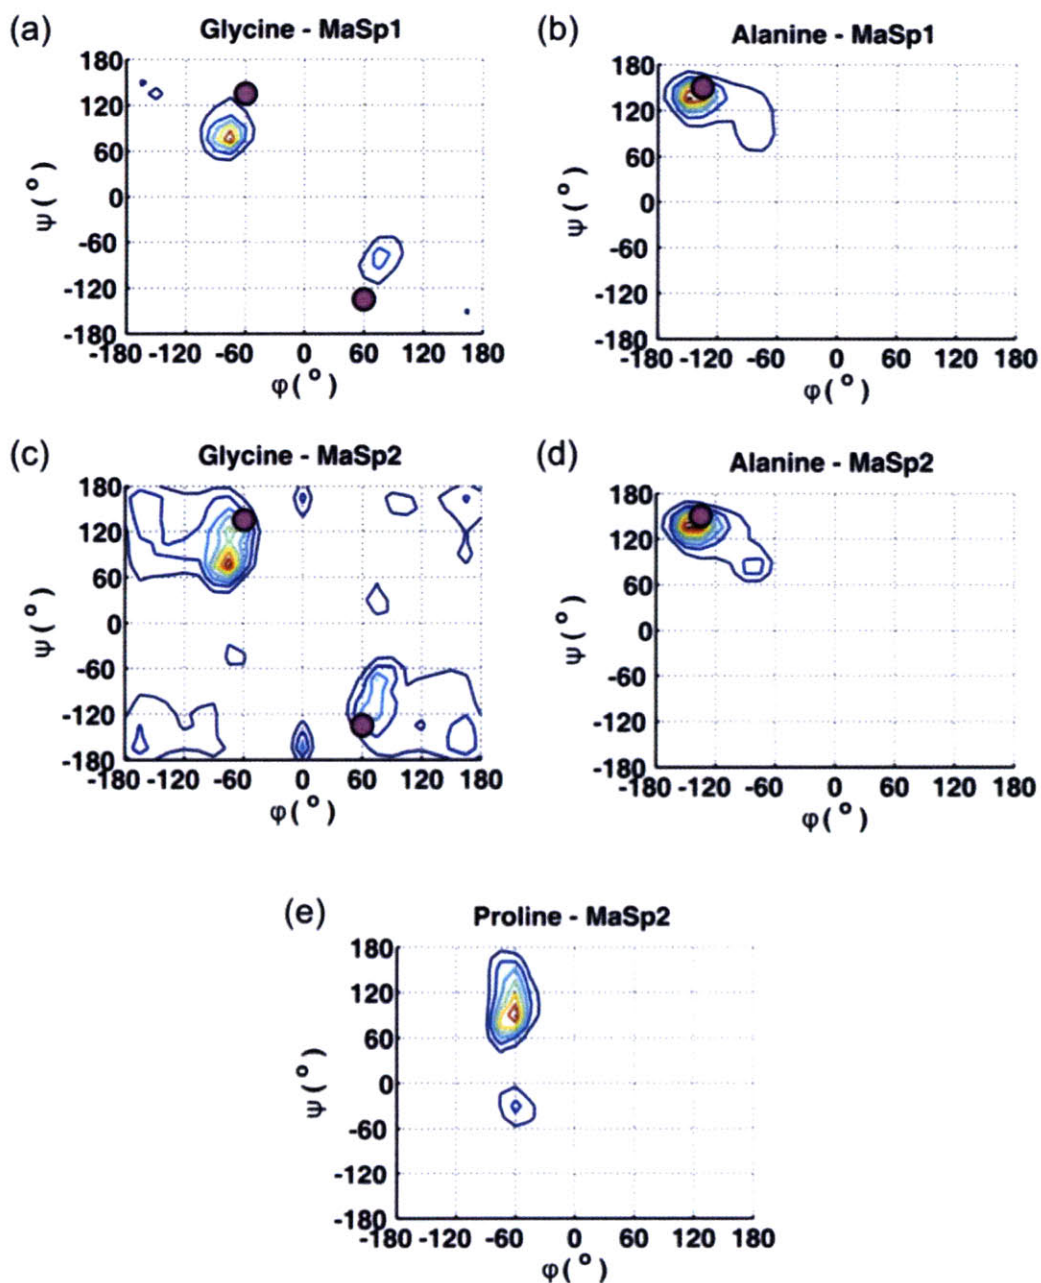 (a)
Glycine - MaSp1
180
120
60
0
-60
-120
-180
ψ(°)
-180 -120 -60 0 60 120 180
φ(°)
(b)
Alanine - MaSp1
180
120
60
0
-60
-120
-180
ψ(°)
-180 -120 -60 0 60 120 180
φ(°)
(c)
Glycine - MaSp2
180
120
60
0
-60
-120
-180
ψ(°)
-180 -120 -60 0 60 120 180
φ(°)
(d)
Alanine - MaSp2
180
120
60
0
-60
-120
-180
ψ(°)
-180 -120 -60 0 60 120 180
φ(°)
(e)
Proline - MaSp2
180
120
60
0
-60
-120
-180
ψ(°)
-180 -120 -60 0 60 120 180
φ(°)